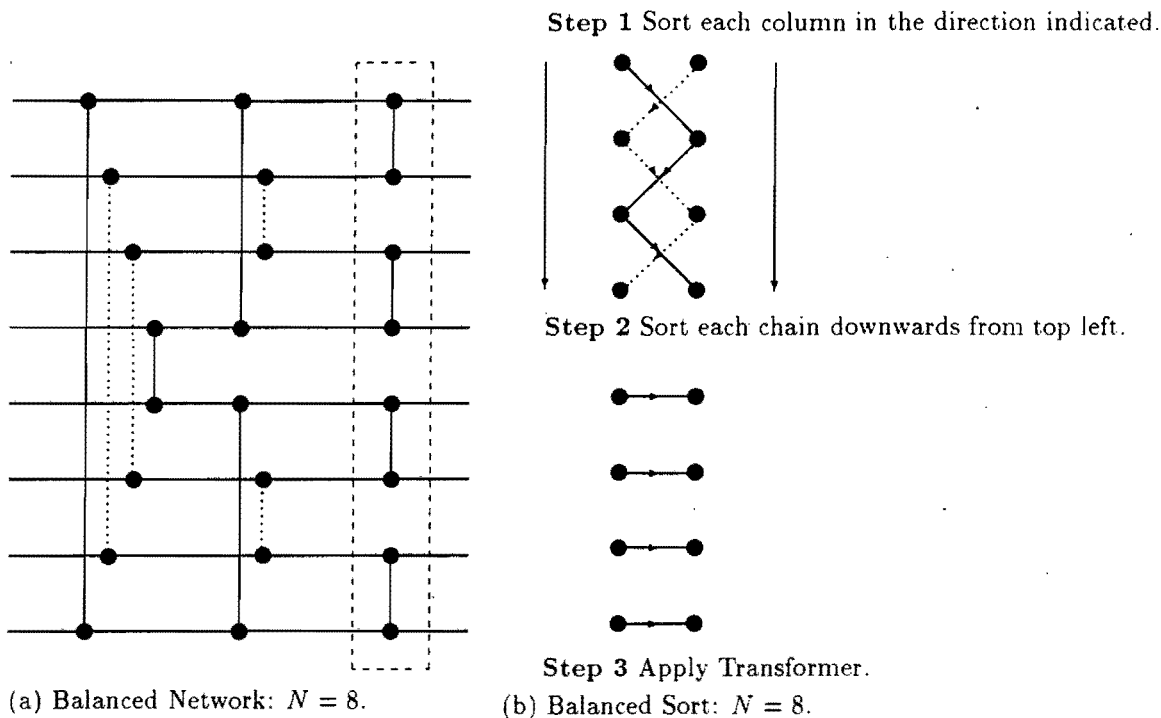 Step 1 Sort each column in the direction indicated.
Step 2 Sort each chain downwards from top left.
Step 3 Apply Transformer.
(a) Balanced Network: N = 8.
(b) Balanced Sort: N = 8.